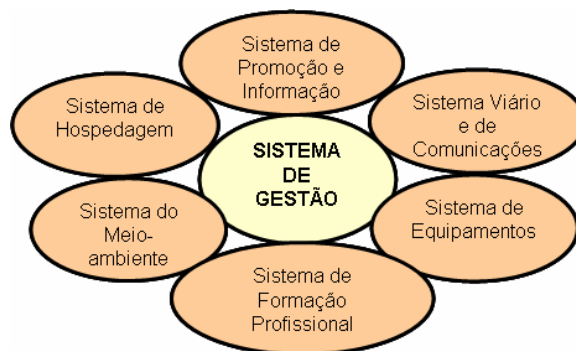 Sistema de
Promoção e
Informação
Sistema de
Hospedagem
Sistema Viário
e de
Comunicações
SISTEMA
DE
GESTÃO
Sistema do
Meio-
ambiente
Sistema de
Equipamentos
Sistema de
Formação
Profissional